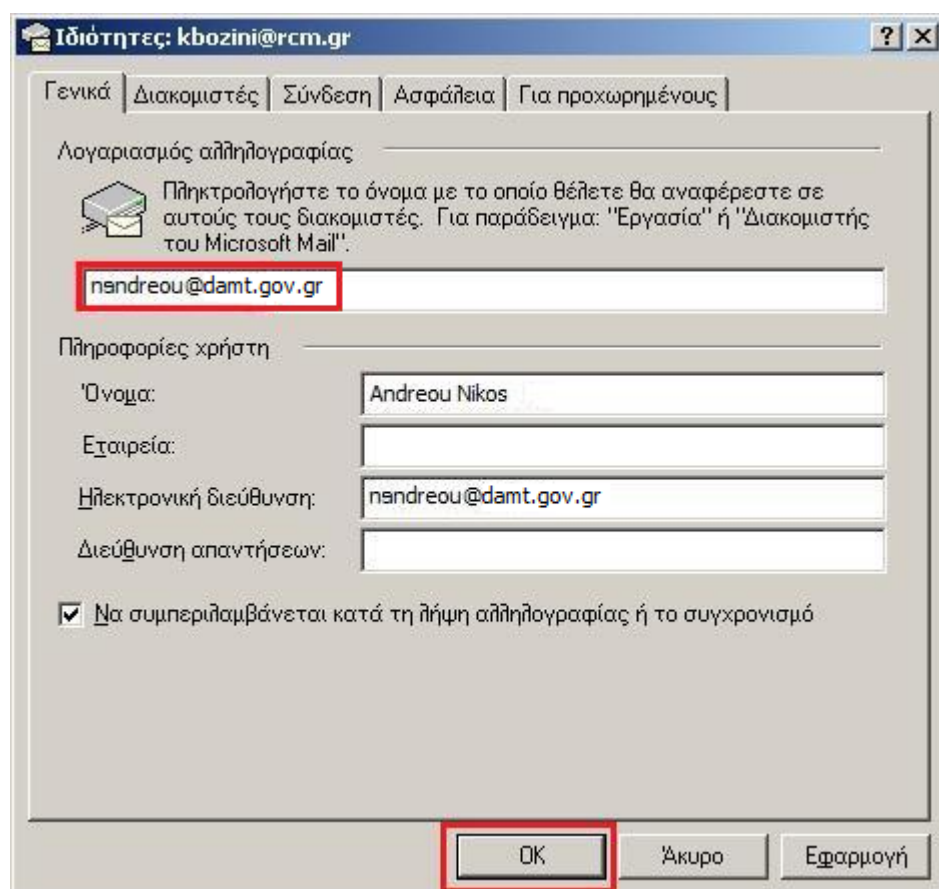 Ιδιότητες: kbozini@rcm.gr
Γενικά Διακομιστές Σύνδεση Ασφάλεια Για προχωρημένους
Λογαριασμός αλληλογραφίας
Πληκτρολογήστε το όνομα με το οποίο θέλετε θα αναφέρεστε σε
αυτούς τους διακομιστές. Για παράδειγμα: "Εργασία" ή "Διακομιστής
του Microsoft Mail".
nandreou@damt.gov.gr
Πληροφορίες χρήστη
Όνομα: Andreou Nikos
Εταιρεία:
Ηλεκτρονική διεύθυνση: nandreou@damt.gov.gr
Διεύθυνση απαντήσεων:
Να συμπεριλαμβάνεται κατά τη λήψη αλληλογραφίας ή το συγχρονισμό
OK Άκυρο Εφαρμογή